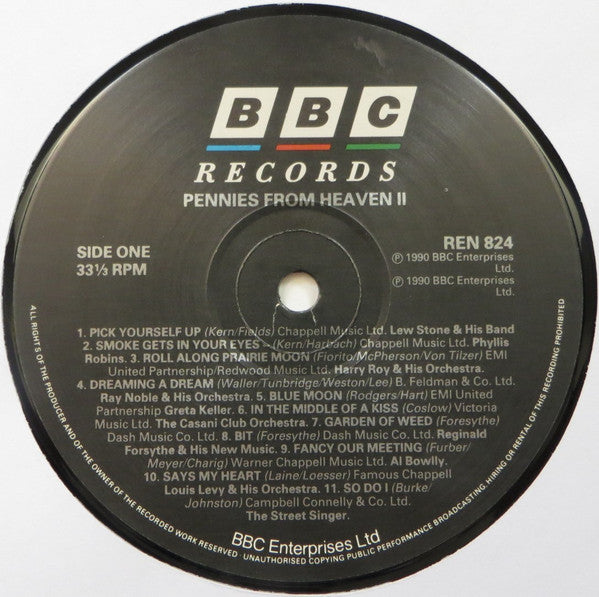 BBC
RECORDS
PENNIES FROM HEAVEN II
SIDE ONE
33⅓ RPM
REN 824
℗ 1990 BBC Enterprises
Ltd.
℗ 1990 BBC Enterprises
Ltd.
1. PICK YOURSELF UP (Kern/Fields) Chappell Music Ltd. Lew Stone & His Band
2. SMOKE GETS IN YOUR EYES - (Kern/Harbach) Chappell Music Ltd. Phyllis
Robins. 3. ROLL ALONG PRAIRIE MOON (Fiorito/McPherson/Von Tilzer) EMI
United Partnership/Redwood Music Ltd. Harry Roy & His Orchestra.
4. DREAMING A DREAM (Waller/Tunbridge/Weston/Lee) B. Feldman & Co. Ltd.
Ray Noble & His Orchestra. 5. BLUE MOON (Rodgers/Hart) EMI United
Partnership Greta Keller. 6. IN THE MIDDLE OF A KISS (Coslow) Victoria
Music Ltd. The Casani Club Orchestra. 7. GARDEN OF WEED (Foresythe)
Dash Music Co. Ltd. 8. BIT (Foresythe) Dash Music Co. Ltd. Reginald
Forsythe & His New Music. 9. FANCY OUR MEETING (Furber/
Meyer/Charig) Warner Chappell Music Ltd. Al Bowlly.
10. SAYS MY HEART (Laine/Loesser) Famous Chappell
Louis Levy & His Orchestra. 11. SO DO I (Burke/
Johnston) Campbell Connelly & Co. Ltd.
The Street Singer.
BBC Enterprises Ltd
ALL RIGHTS OF THE PRODUCER AND OF THE OWNER OF THE RECORDED WORK RESERVED · UNAUTHORISED COPYING PUBLIC PERFORMANCE BROADCASTING, HIRING OR RENTAL OF THIS RECORDING PROHIBITED